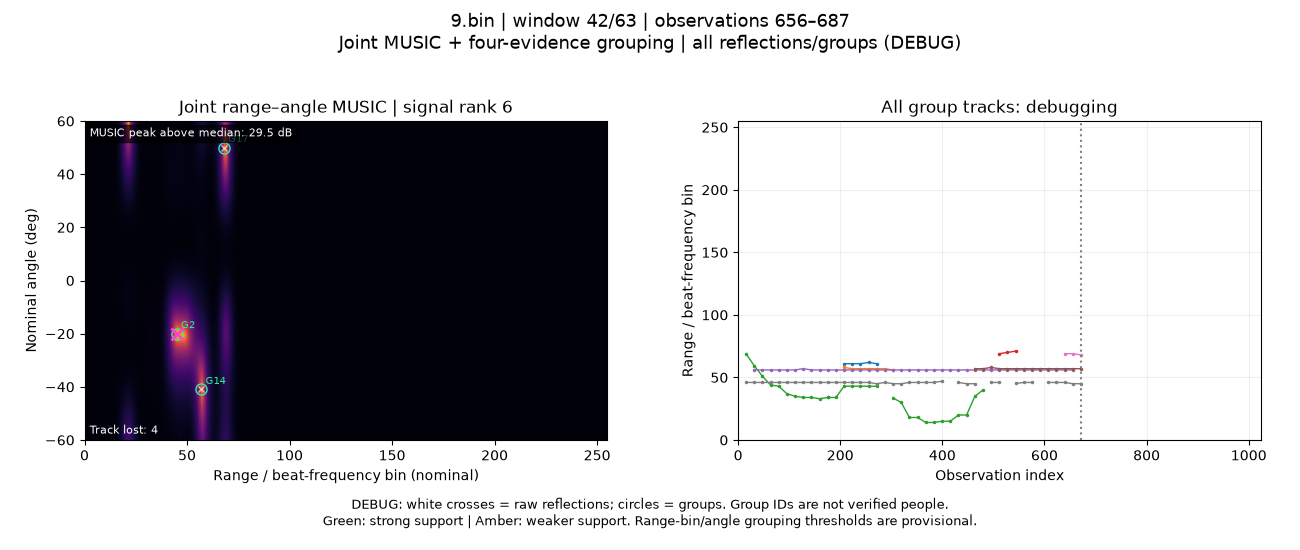 9.bin | window 42/63 | observations 656–687
Joint MUSIC + four-evidence grouping | all reflections/groups (DEBUG)
Joint range–angle MUSIC | signal rank 6
MUSIC peak above median: 29.5 dB
G17
G2
G14
Track lost: 4
60
40
20
0
−20
−40
−60
Nominal angle (deg)
0
50
100
150
200
250
Range / beat-frequency bin (nominal)
All group tracks: debugging
250
200
150
100
50
0
Range / beat-frequency bin
0
200
400
600
800
1000
Observation index
DEBUG: white crosses = raw reflections; circles = groups. Group IDs are not verified people.
Green: strong support | Amber: weaker support. Range-bin/angle grouping thresholds are provisional.